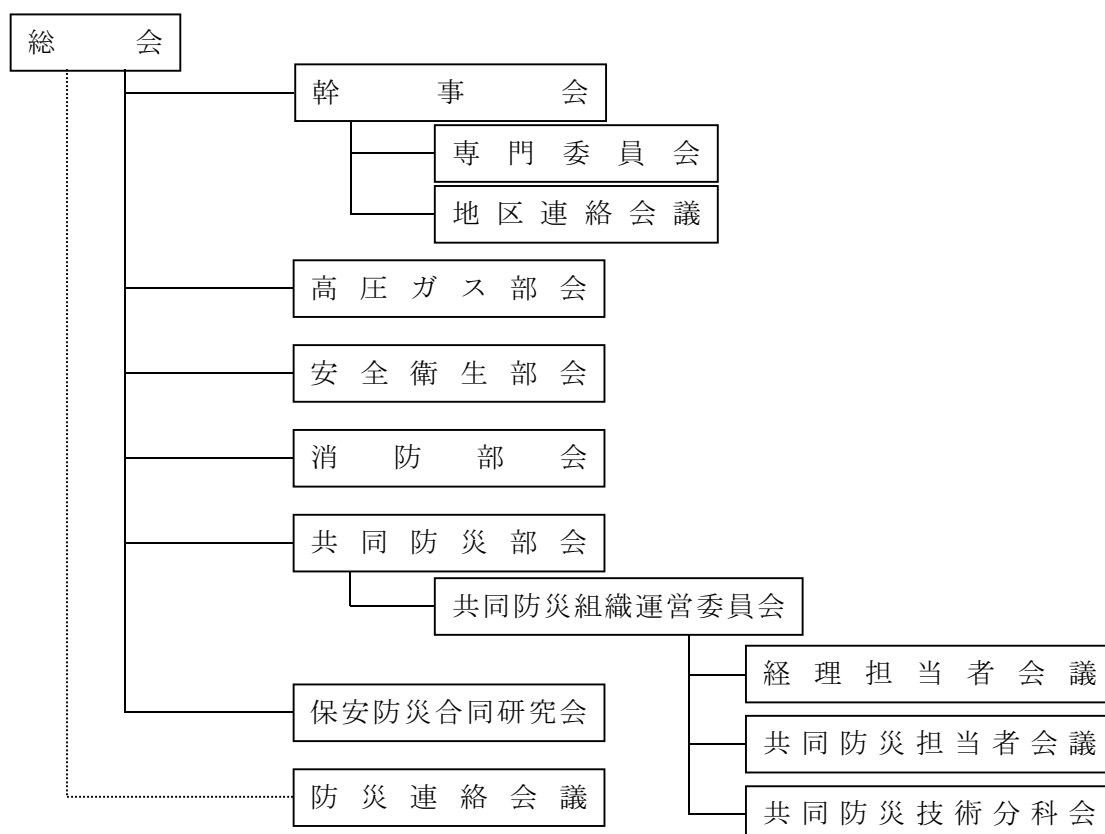 総会
幹事会
専門委員会
地区連絡会議
高圧ガス部会
安全衛生部会
消防部会
共同防災部会
共同防災組織運営委員会
経理担当者会議
共同防災担当者会議
共同防災技術分科会
保安防災合同研究会
防災連絡会議